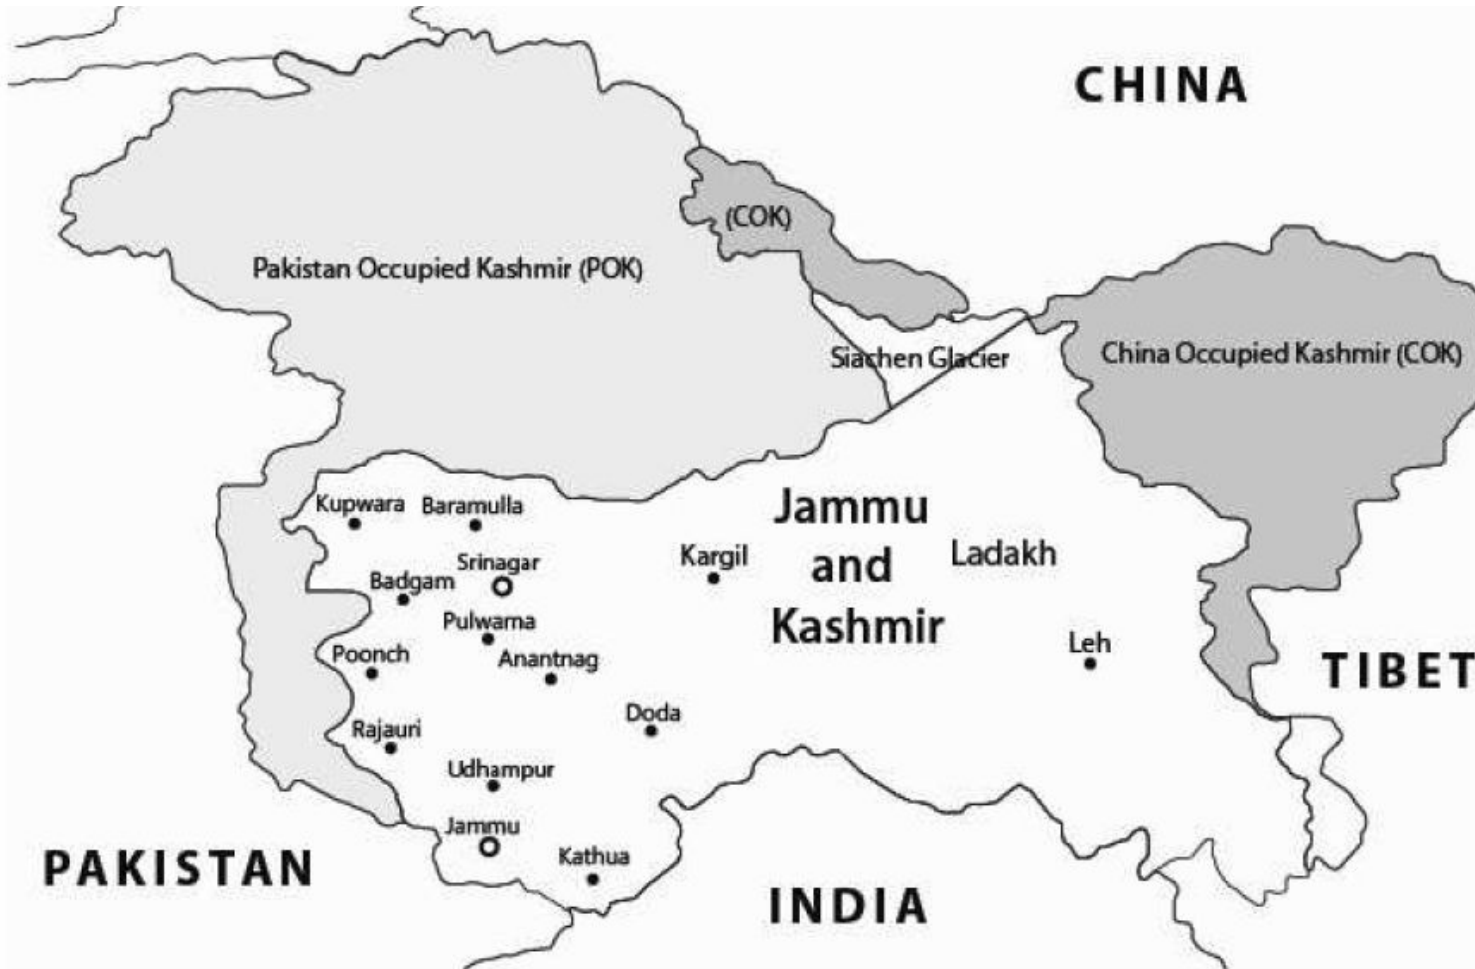 CHINA
(COK)
Pakistan Occupied Kashmir (POK)
Siachen Glacier
China Occupied Kashmir (COK)
Kupwara
Baramulla
Jammu
and
Kashmir
Srinagar
Kargil
Ladakh
Badgam
Pulwama
Poonch
Anantnag
Leh
TIBET
Doda
Rajauri
Udhampur
Jammu
Kathua
PAKISTAN
INDIA